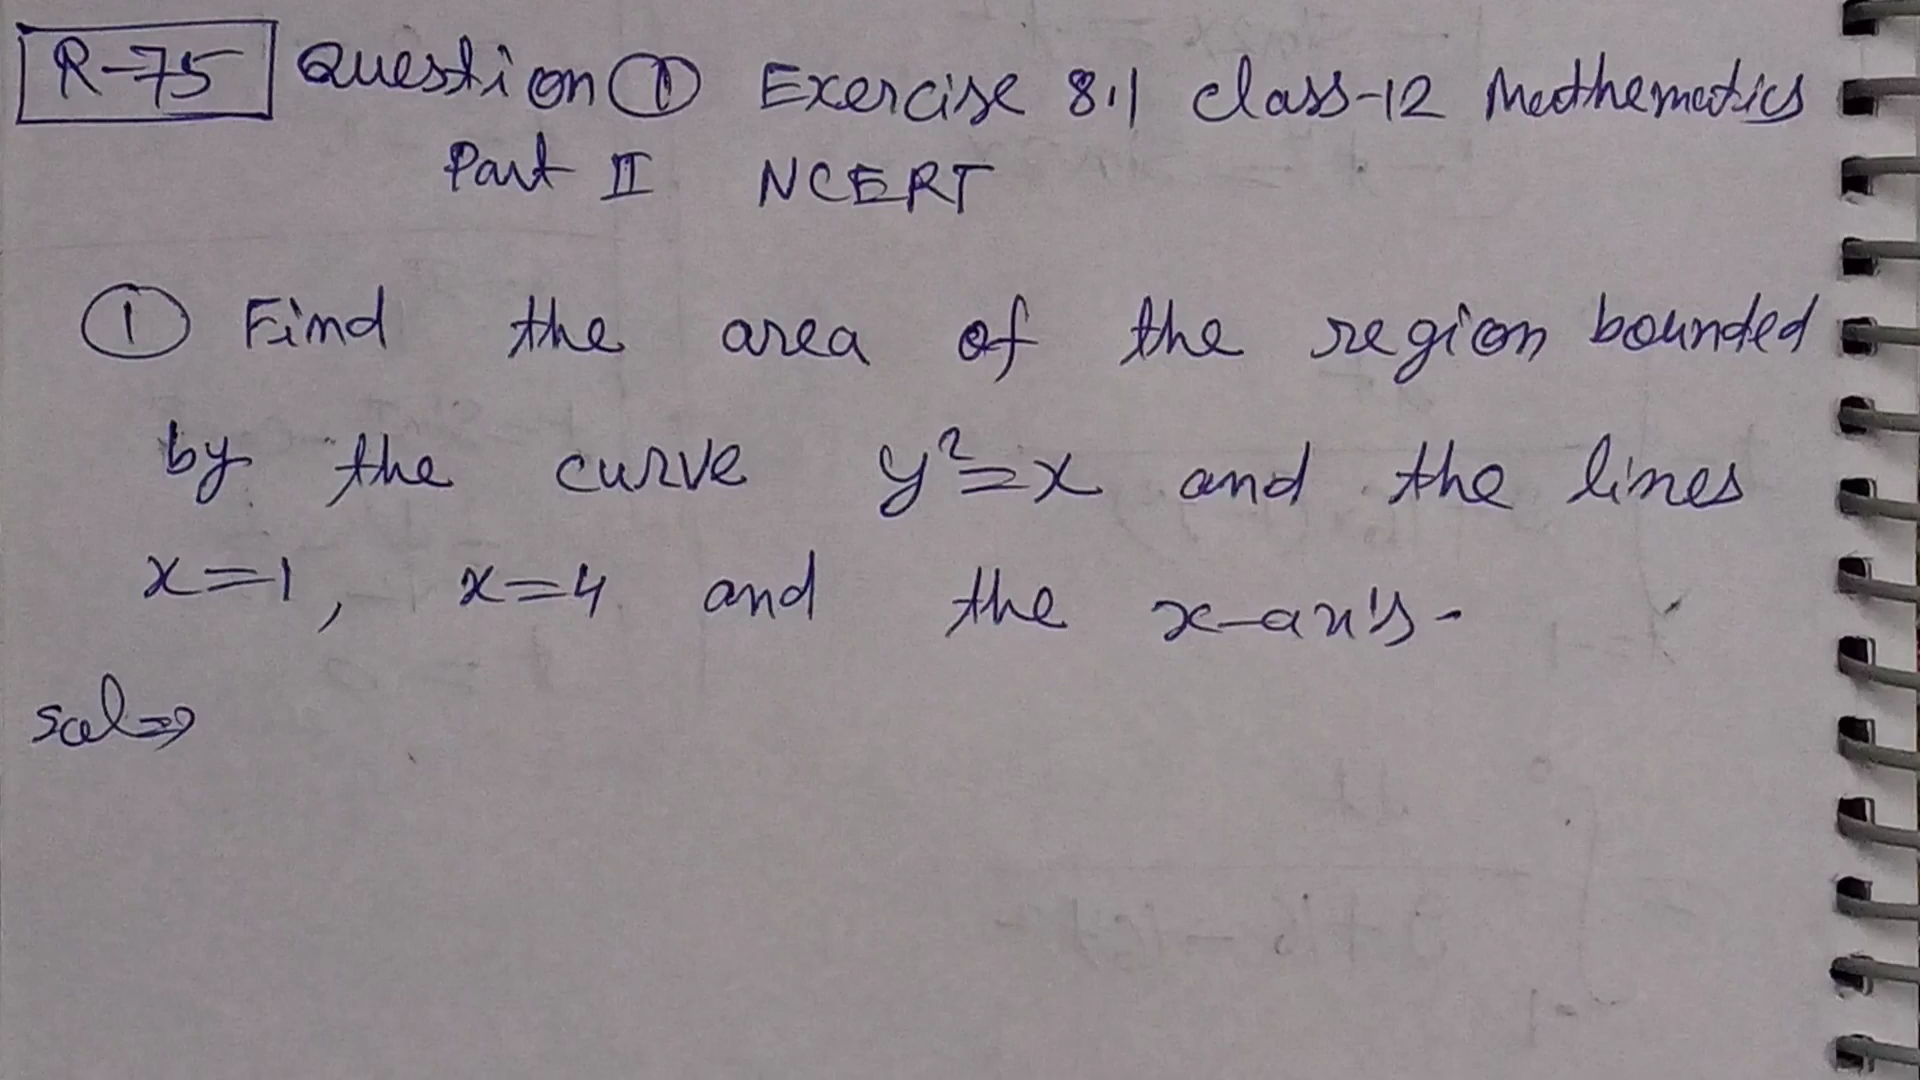 R-75 Question ① Exercise 8.1 class-12 Mathematics
Part II NCERT
① Find the area of the region bounded
by the curve y²=x and the lines
x=1, x=4 and the x-axis.
sol⇒